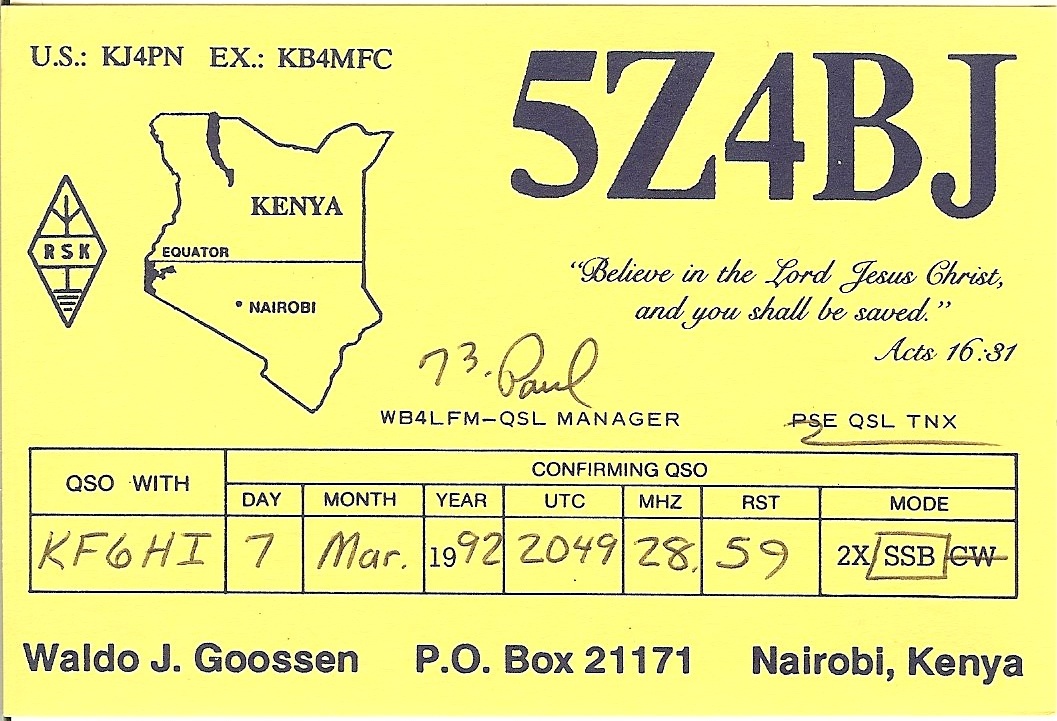 U.S.: KJ4PN EX.: KB4MFC
5Z4BJ
KENYA
RSK
EQUATOR
NAIROBI
“Believe in the Lord Jesus Christ,
and you shall be saved.”
Acts 16:31
73. Paul
WB4LFM-QSL MANAGER
PSE QSL TNX
QSO WITH
CONFIRMING QSO
DAY MONTH YEAR UTC MHZ RST MODE
KF6HI 7 Mar. 1992 2049 28. 59 2X SSB CW
Waldo J. Goossen P.O. Box 21171 Nairobi, Kenya